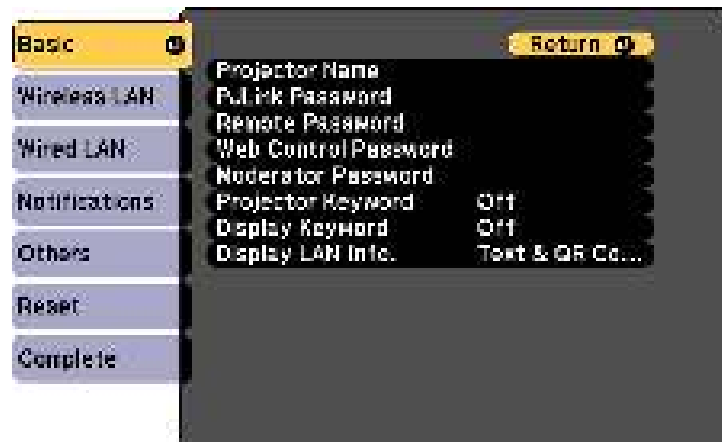 Basic
Return
Projector Name
PJLink Password
Wireless LAN
Remote Password
Web Control Password
Wired LAN
Moderator Password
Notifications
Projector Keyword Off
Display Keyword Off
Others
Display LAN Info. Text & QR Co...
Reset
Complete